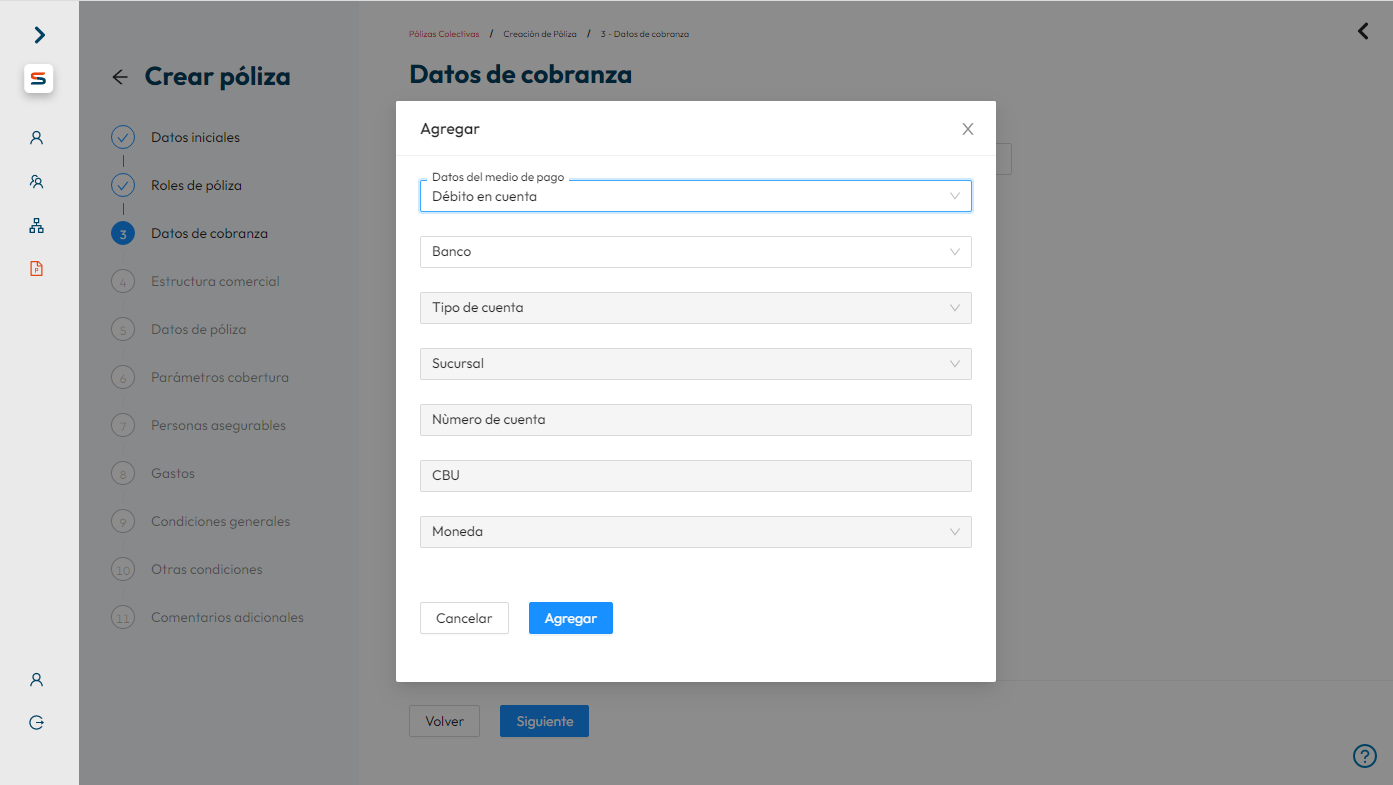 Pólizas Colectivas / Creación de Póliza / 3 - Datos de cobranza
Crear póliza
Datos iniciales
Roles de póliza
3 Datos de cobranza
4 Estructura comercial
5 Datos de póliza
6 Parámetros cobertura
7 Personas asegurables
8 Gastos
9 Condiciones generales
10 Otras condiciones
11 Comentarios adicionales
Datos de cobranza
Agregar
Datos del medio de pago
Débito en cuenta
Banco
Tipo de cuenta
Sucursal
Nùmero de cuenta
CBU
Moneda
Cancelar Agregar
Volver Siguiente